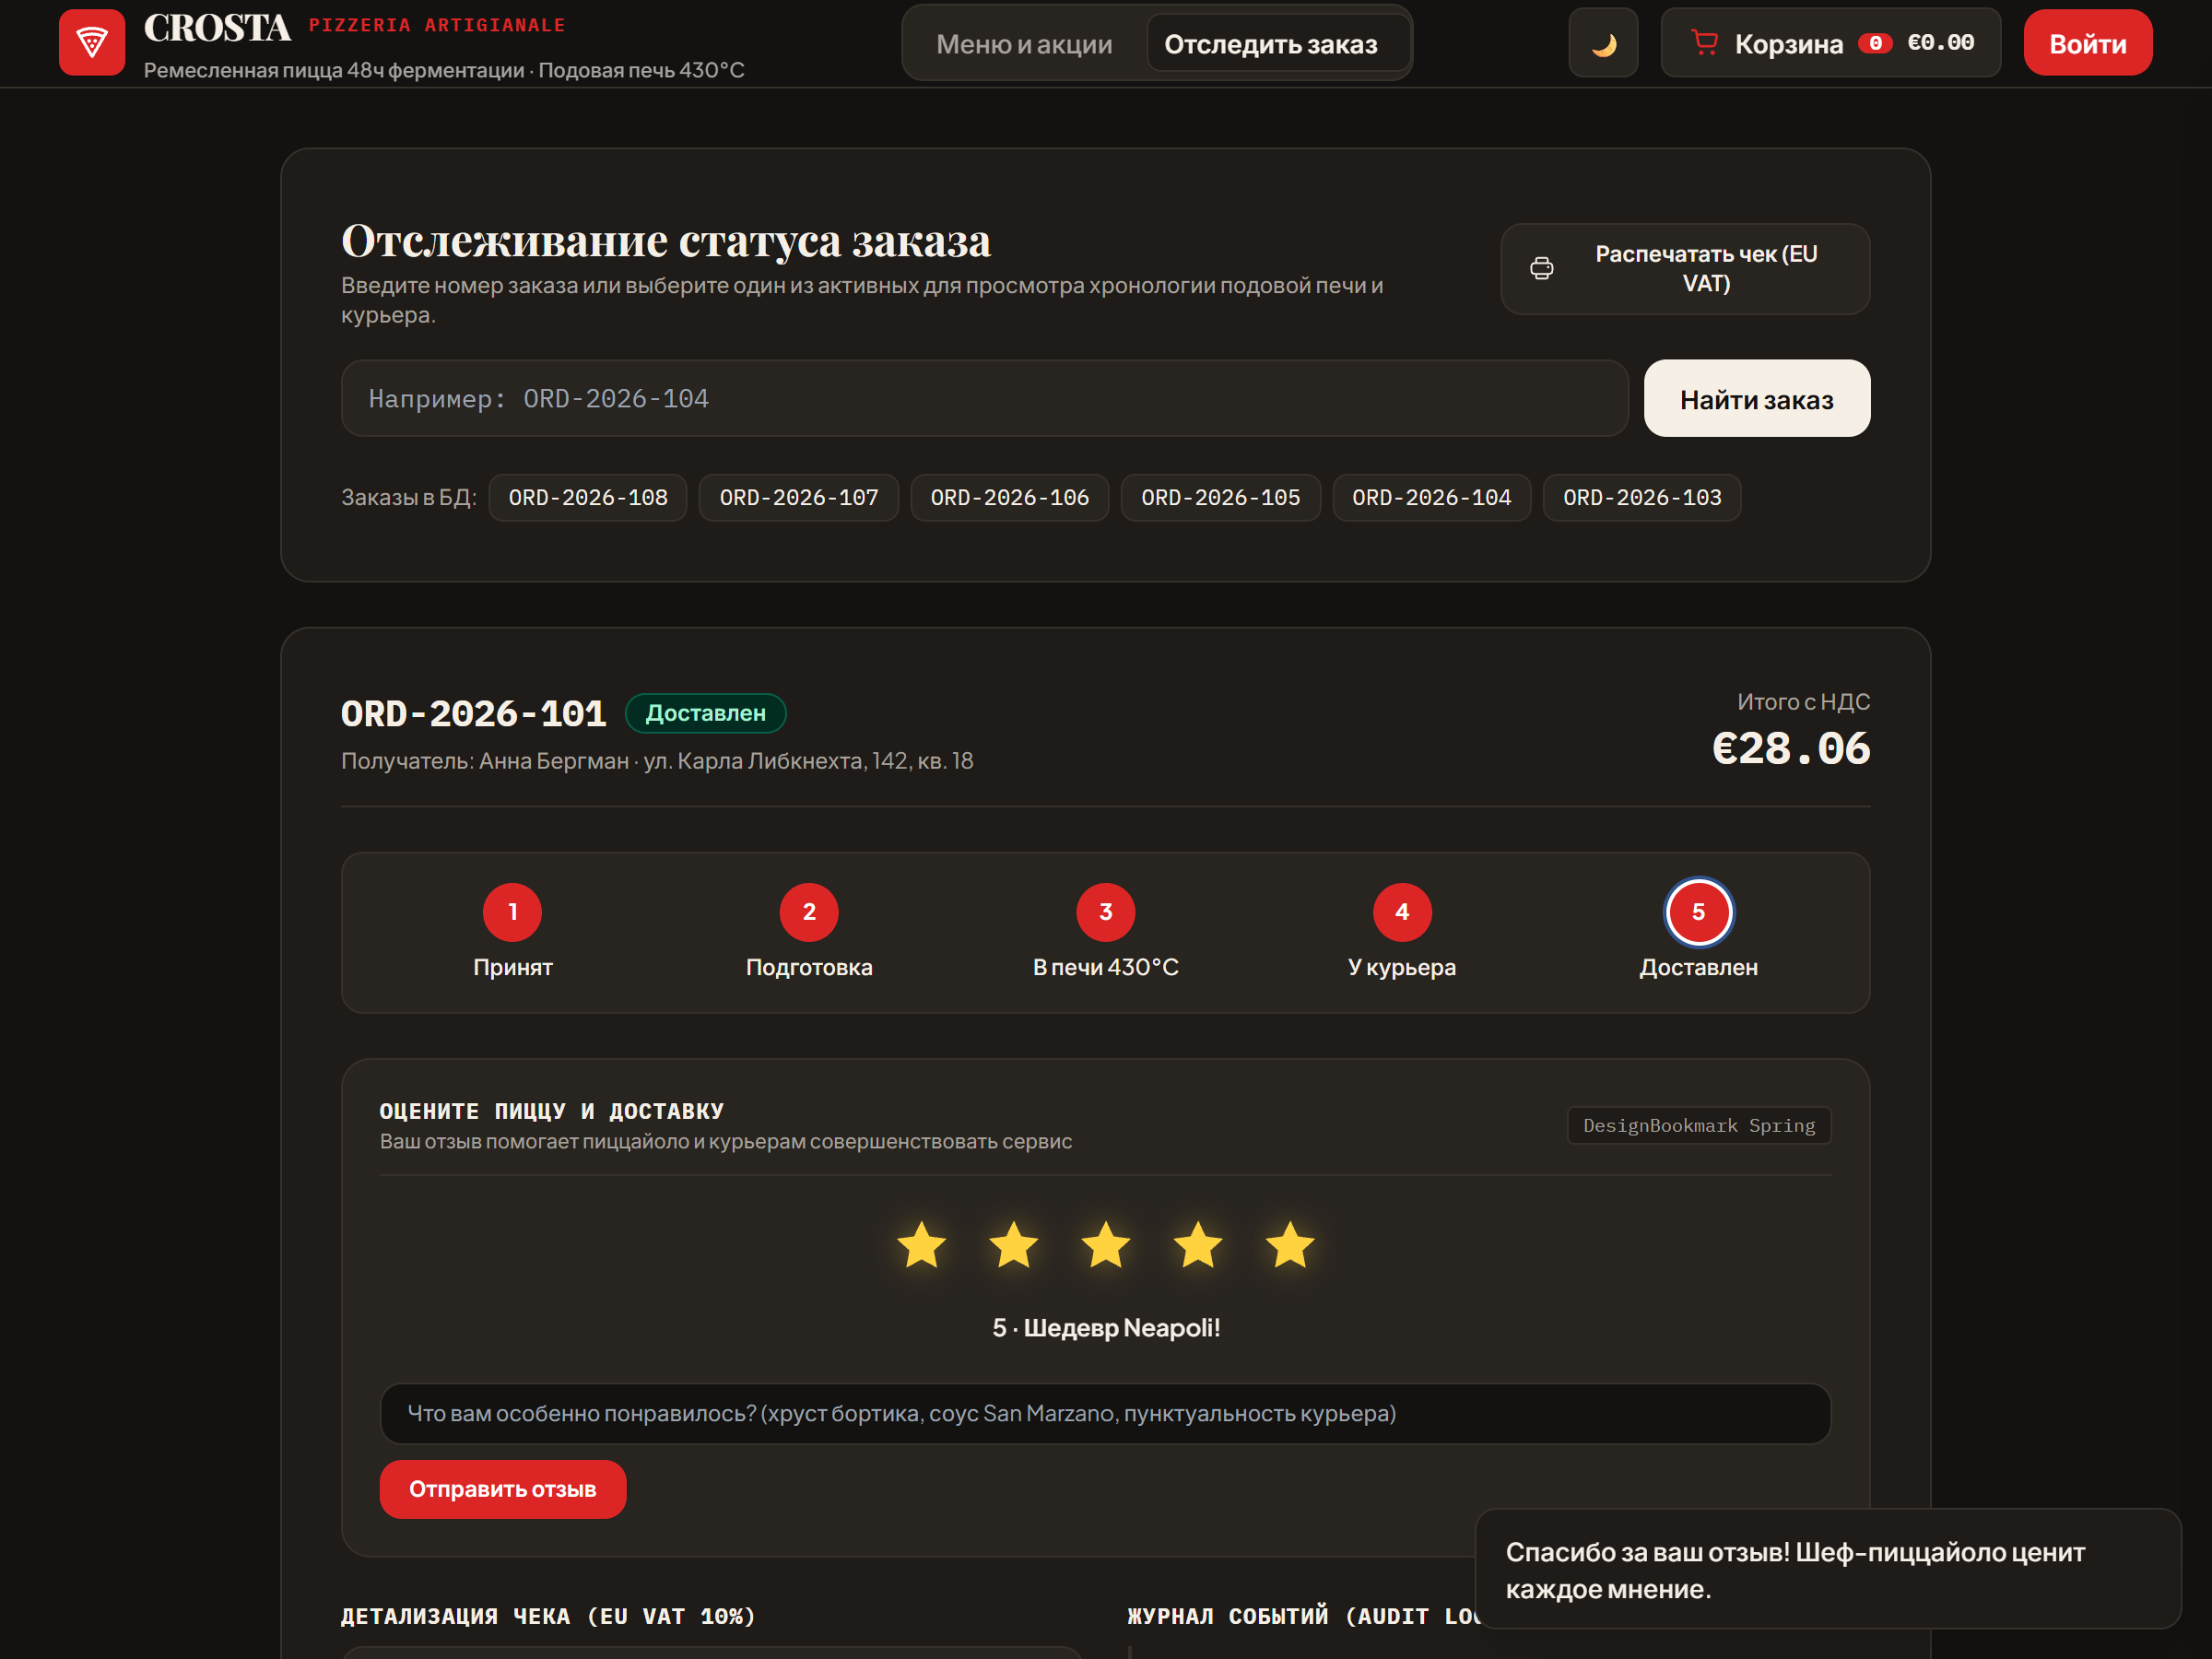 CROSTA PIZZERIA ARTIGIANALE
Ремесленная пицца 48ч ферментации · Подовая печь 430°C
Меню и акции
Отследить заказ
Корзина 0 €0.00
Войти
Отслеживание статуса заказа
Введите номер заказа или выберите один из активных для просмотра хронологии подовой печи и
курьера.
Распечатать чек (EU
VAT)
Например: ORD-2026-104
Найти заказ
Заказы в БД: ORD-2026-108 ORD-2026-107 ORD-2026-106 ORD-2026-105 ORD-2026-104 ORD-2026-103
ORD-2026-101 Доставлен
Получатель: Анна Бергман · ул. Карла Либкнехта, 142, кв. 18
Итого с НДС
€28.06
1 2 3 4 5
Принят Подготовка В печи 430°C У курьера Доставлен
ОЦЕНИТЕ ПИЦЦУ И ДОСТАВКУ
Ваш отзыв помогает пиццайоло и курьерам совершенствовать сервис
DesignBookmark Spring
5 · Шедевр Neapoli!
Что вам особенно понравилось? (хруст бортика, соус San Marzano, пунктуальность курьера)
Отправить отзыв
Спасибо за ваш отзыв! Шеф-пиццайоло ценит
каждое мнение.
ДЕТАЛИЗАЦИЯ ЧЕКА (EU VAT 10%)
ЖУРНАЛ СОБЫТИЙ (AUDIT